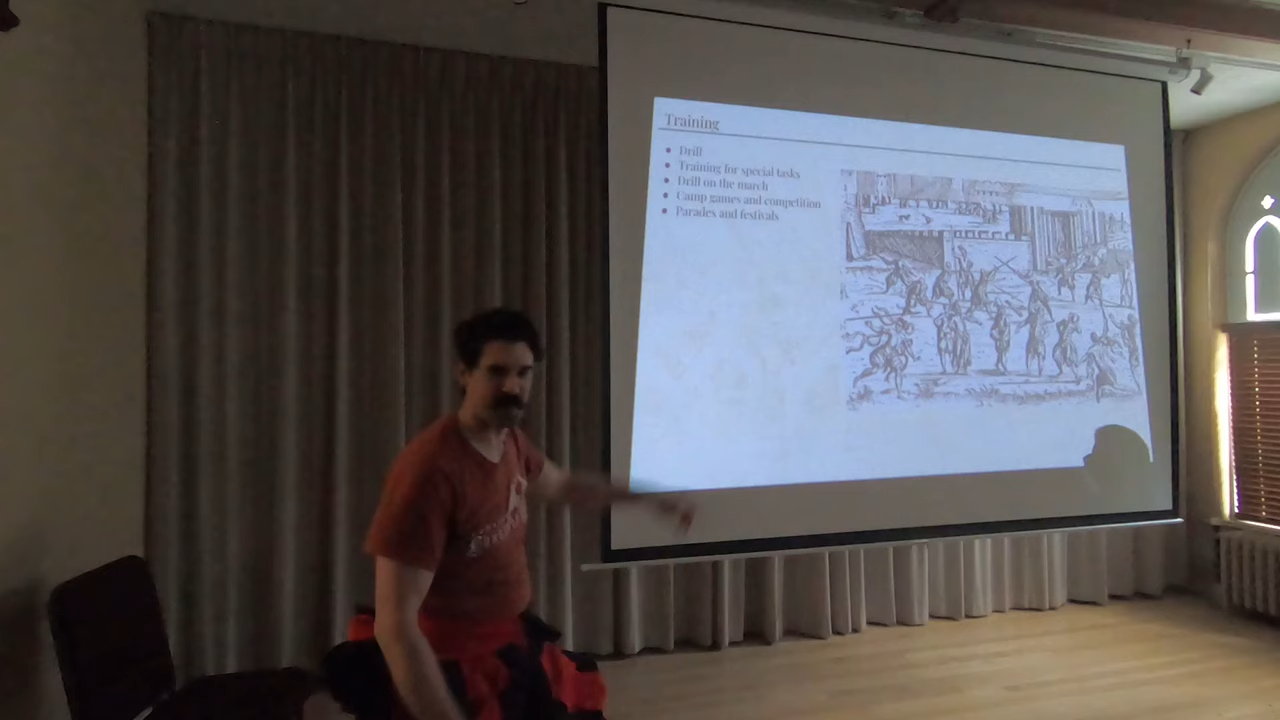 Training
• Drill
• Training for special tasks
• Drill on the march
• Camp games and competition
• Parades and festivals